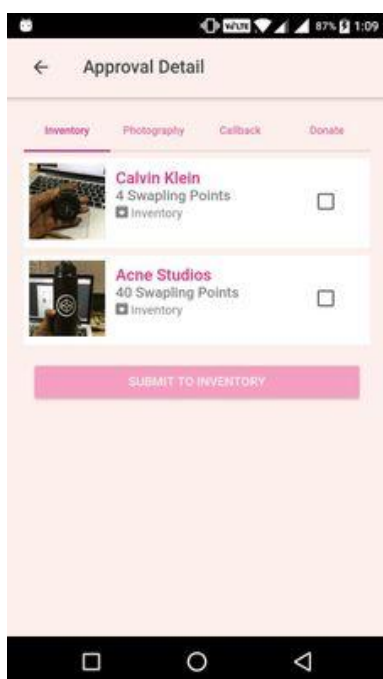 VoLTE 87% 1:09
Approval Detail
Inventory Photography Callback Donate
Calvin Klein
4 Swapling Points
Inventory
Acne Studios
40 Swapling Points
Inventory
SUBMIT TO INVENTORY